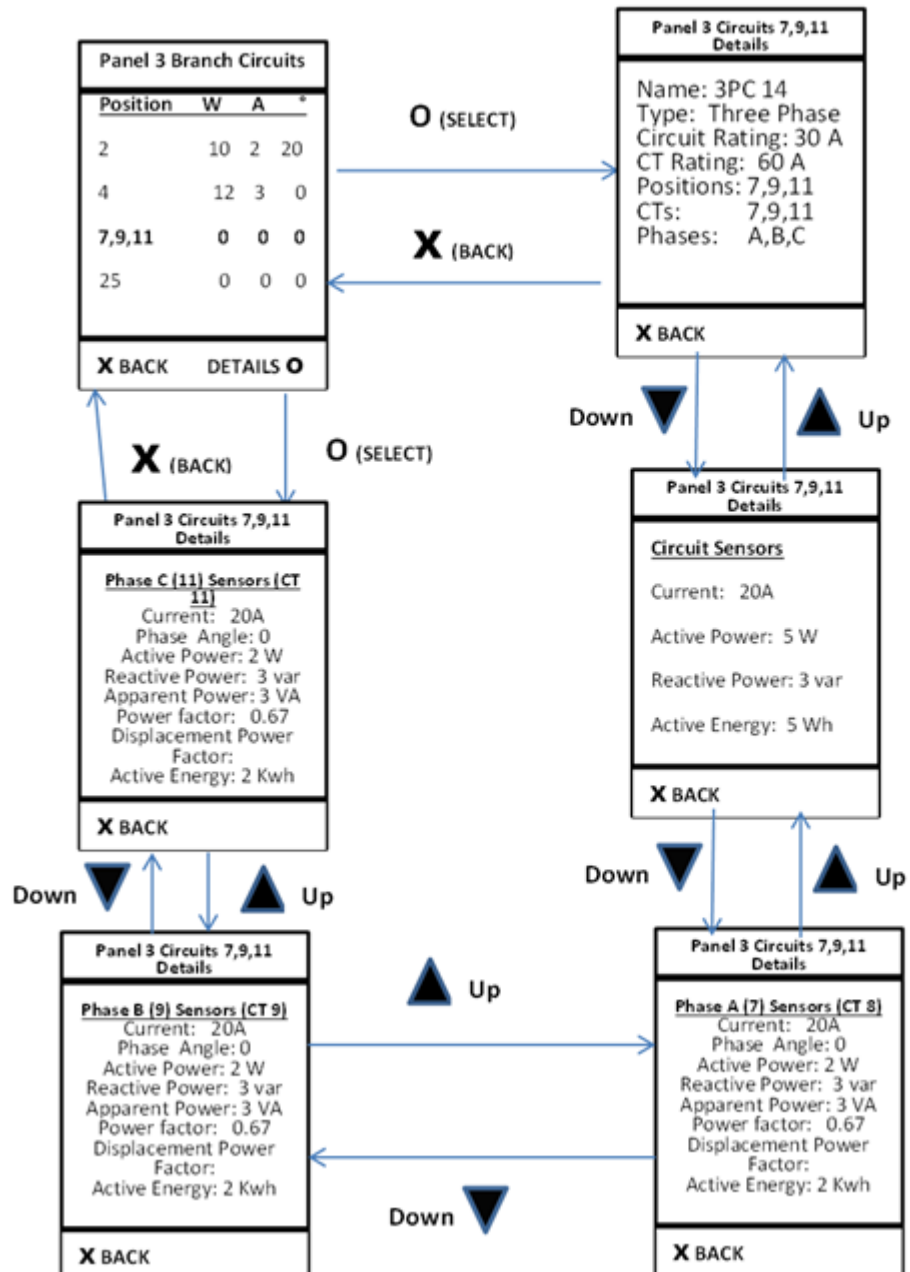 Panel 3 Branch Circuits
Position W A °
2 10 2 20
4 12 3 0
7,9,11 0 0 0
25 0 0 0
X BACK DETAILS O
O (SELECT)
X (BACK)
Panel 3 Circuits 7,9,11
Details
Name: 3PC 14
Type: Three Phase
Circuit Rating: 30 A
CT Rating: 60 A
Positions: 7,9,11
CTs: 7,9,11
Phases: A,B,C
X BACK
Down
Up
X (BACK)
O (SELECT)
Panel 3 Circuits 7,9,11
Details
Circuit Sensors
Current: 20A
Active Power: 5 W
Reactive Power: 3 var
Active Energy: 5 Wh
X BACK
Down
Up
Panel 3 Circuits 7,9,11
Details
Phase C (11) Sensors (CT
11)
Current: 20A
Phase Angle: 0
Active Power: 2 W
Reactive Power: 3 var
Apparent Power: 3 VA
Power factor: 0.67
Displacement Power
Factor:
Active Energy: 2 Kwh
X BACK
Down
Up
Panel 3 Circuits 7,9,11
Details
Phase B (9) Sensors (CT 9)
Current: 20A
Phase Angle: 0
Active Power: 2 W
Reactive Power: 3 var
Apparent Power: 3 VA
Power factor: 0.67
Displacement Power
Factor:
Active Energy: 2 Kwh
X BACK
Up
Down
Panel 3 Circuits 7,9,11
Details
Phase A (7) Sensors (CT 8)
Current: 20A
Phase Angle: 0
Active Power: 2 W
Reactive Power: 3 var
Apparent Power: 3 VA
Power factor: 0.67
Displacement Power
Factor:
Active Energy: 2 Kwh
X BACK